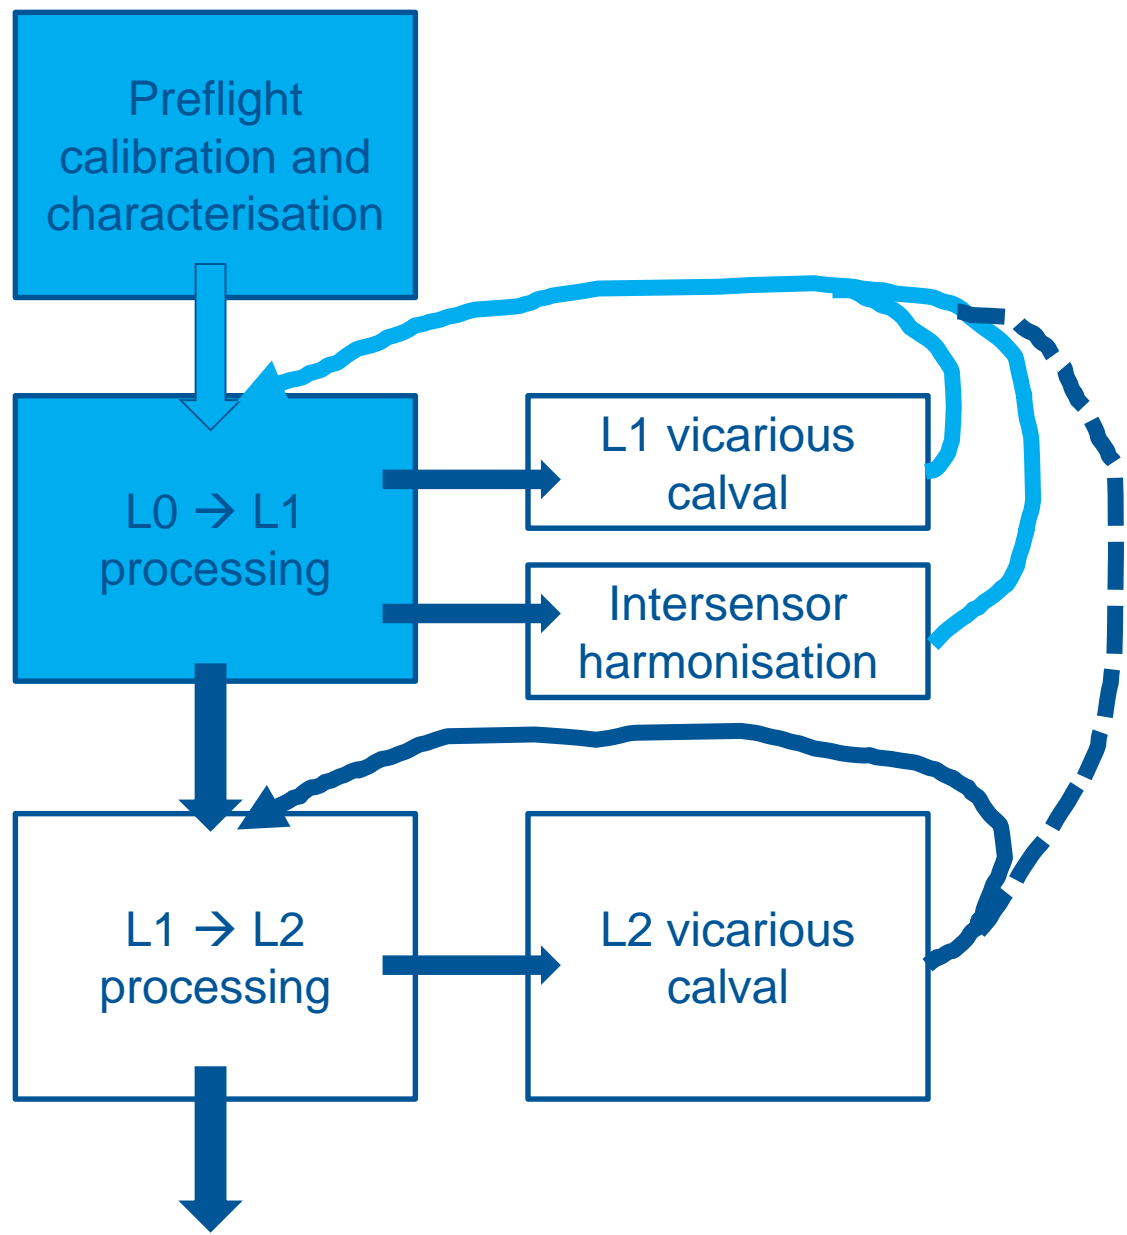 Preflight
calibration and
characterisation
L0 → L1
processing
L1 vicarious
calval
Intersensor
harmonisation
L1 → L2
processing
L2 vicarious
calval